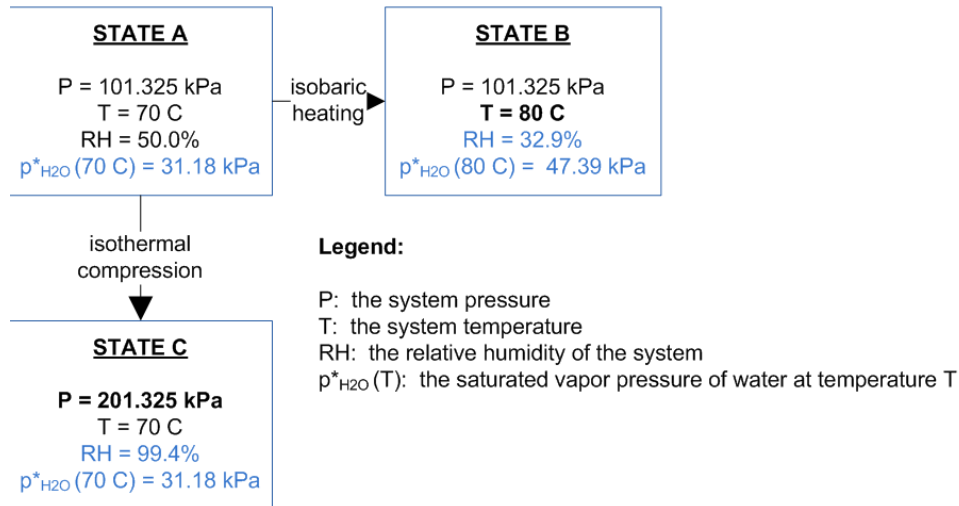 STATE A
P = 101.325 kPa
T = 70 C
RH = 50.0%
p*H2O (70 C) = 31.18 kPa
isobaric
heating
STATE B
P = 101.325 kPa
T = 80 C
RH = 32.9%
p*H2O (80 C) = 47.39 kPa
isothermal
compression
STATE C
P = 201.325 kPa
T = 70 C
RH = 99.4%
p*H2O (70 C) = 31.18 kPa
Legend:
P: the system pressure
T: the system temperature
RH: the relative humidity of the system
p*H2O (T): the saturated vapor pressure of water at temperature T